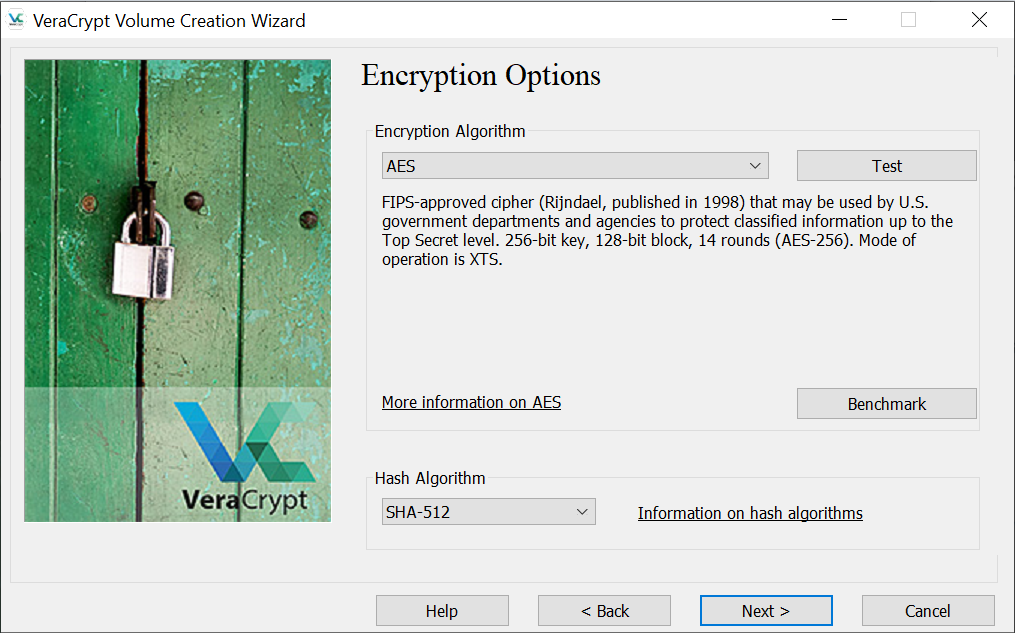 VeraCrypt Volume Creation Wizard
Encryption Options
Encryption Algorithm
AES
Test
FIPS-approved cipher (Rijndael, published in 1998) that may be used by U.S.
government departments and agencies to protect classified information up to the
Top Secret level. 256-bit key, 128-bit block, 14 rounds (AES-256). Mode of
operation is XTS.
More information on AES
Benchmark
VeraCrypt
Hash Algorithm
SHA-512
Information on hash algorithms
Help
< Back
Next >
Cancel